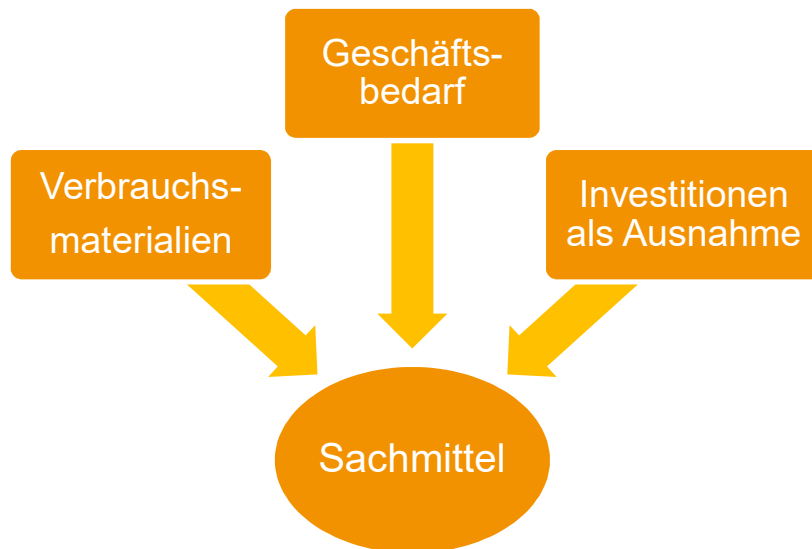 Geschäfts-
bedarf
Verbrauchs-
materialien
Investitionen
als Ausnahme
Sachmittel